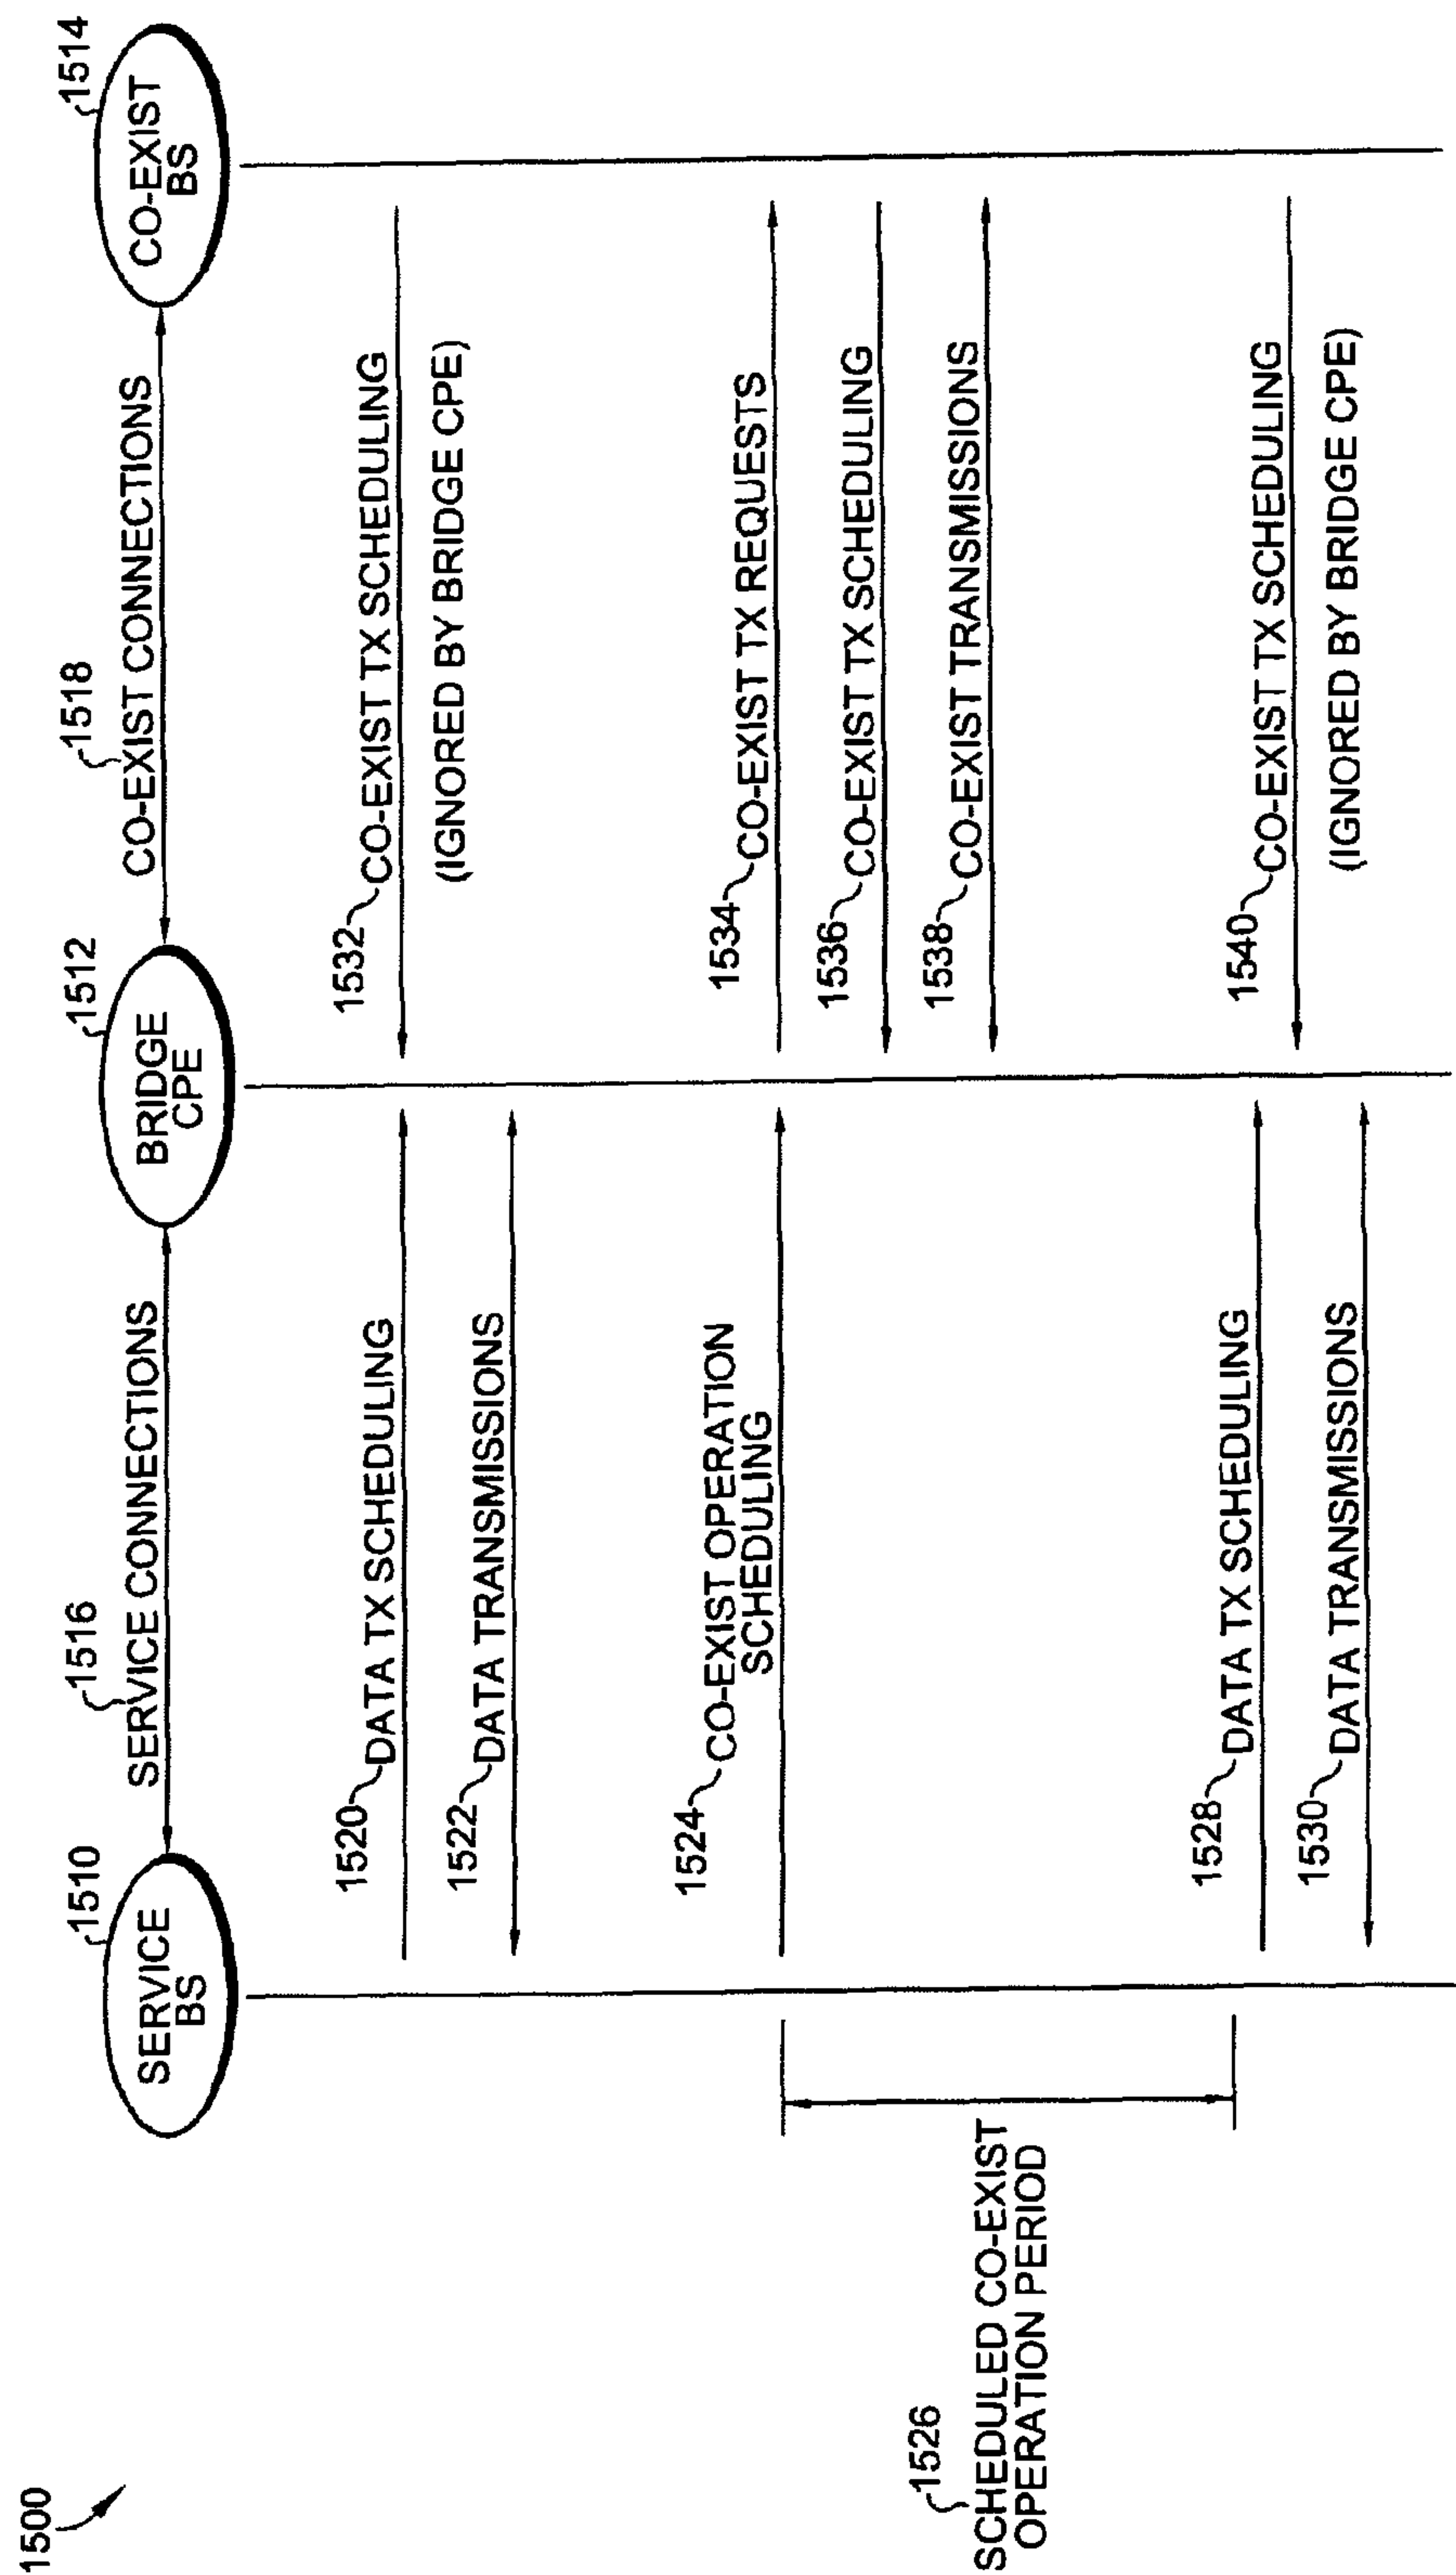 1500
SERVICE
BS
1510
SERVICE CONNECTIONS
1516
BRIDGE
CPE
1512
CO-EXIST CONNECTIONS
1518
CO-EXIST
BS
1514
1520
DATA TX SCHEDULING
1532
CO-EXIST TX SCHEDULING
(IGNORED BY BRIDGE CPE)
1522
DATA TRANSMISSIONS
1524
CO-EXIST OPERATION
SCHEDULING
1534
CO-EXIST TX REQUESTS
1536
CO-EXIST TX SCHEDULING
1538
CO-EXIST TRANSMISSIONS
1526
SCHEDULED CO-EXIST
OPERATION PERIOD
1528
DATA TX SCHEDULING
1540
CO-EXIST TX SCHEDULING
(IGNORED BY BRIDGE CPE)
1530
DATA TRANSMISSIONS